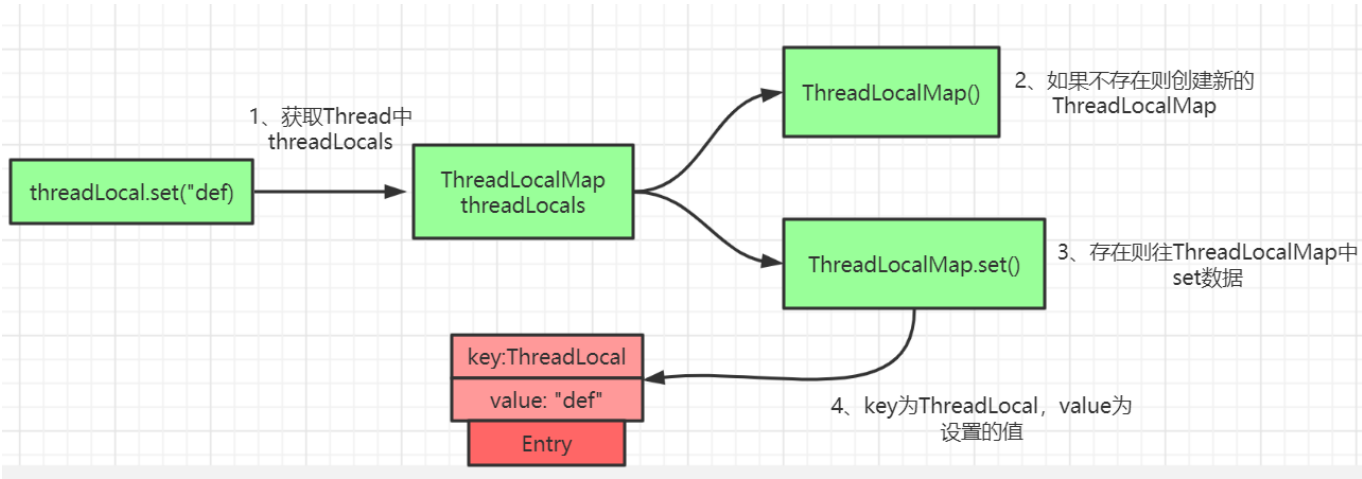 threadLocal.set("def)
1、获取Thread中
threadLocals
ThreadLocalMap
threadLocals
ThreadLocalMap()
2、如果不存在则创建新的
ThreadLocalMap
ThreadLocalMap.set()
3、存在则往ThreadLocalMap中
set数据
key:ThreadLocal
value: "def"
Entry
4、key为ThreadLocal，value为
设置的值